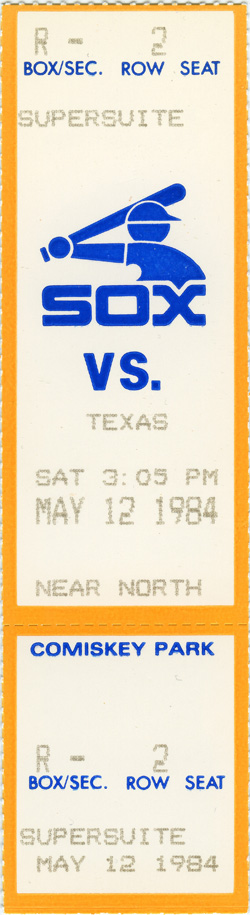 R - 2
BOX/SEC. ROW SEAT
SUPERSUITE
SOX
VS.
TEXAS
SAT 3:05 PM
MAY 12 1984
NEAR NORTH
COMISKEY PARK
R - 2
BOX/SEC. ROW SEAT
SUPERSUITE
MAY 12 1984